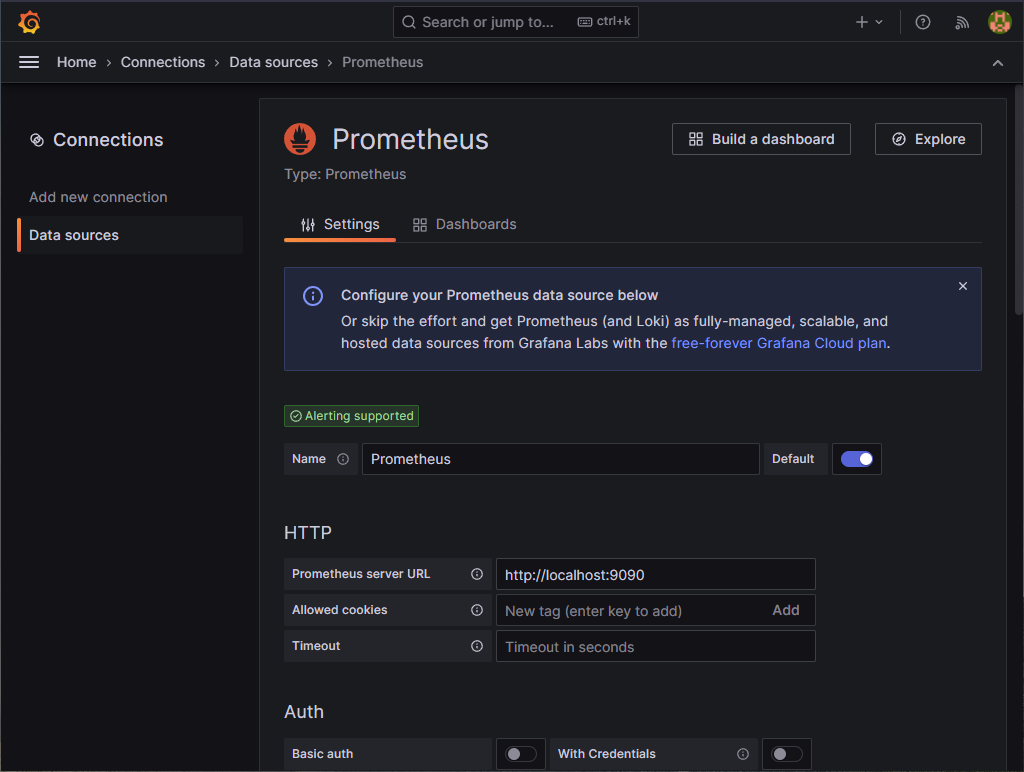 Search or jump to... ctrl+k
Home › Connections › Data sources › Prometheus
Connections
Add new connection
Data sources
Prometheus
Build a dashboard
Explore
Type: Prometheus
Settings
Dashboards
Configure your Prometheus data source below
Or skip the effort and get Prometheus (and Loki) as fully-managed, scalable, and
hosted data sources from Grafana Labs with the free-forever Grafana Cloud plan.
Alerting supported
Name
Prometheus
Default
HTTP
Prometheus server URL
http://localhost:9090
Allowed cookies
New tag (enter key to add)
Add
Timeout
Timeout in seconds
Auth
Basic auth
With Credentials